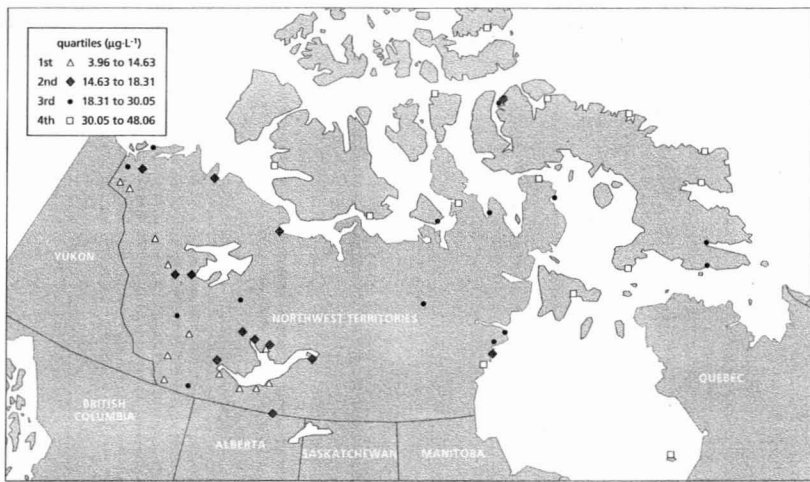 quartiles (µg·L⁻¹)
1st △ 3.96 to 14.63
2nd ◆ 14.63 to 18.31
3rd • 18.31 to 30.05
4th □ 30.05 to 48.06
YUKON
NORTHWEST TERRITORIES
BRITISH
COLUMBIA
ALBERTA
SASKATCHEWAN
MANITOBA
QUEBEC